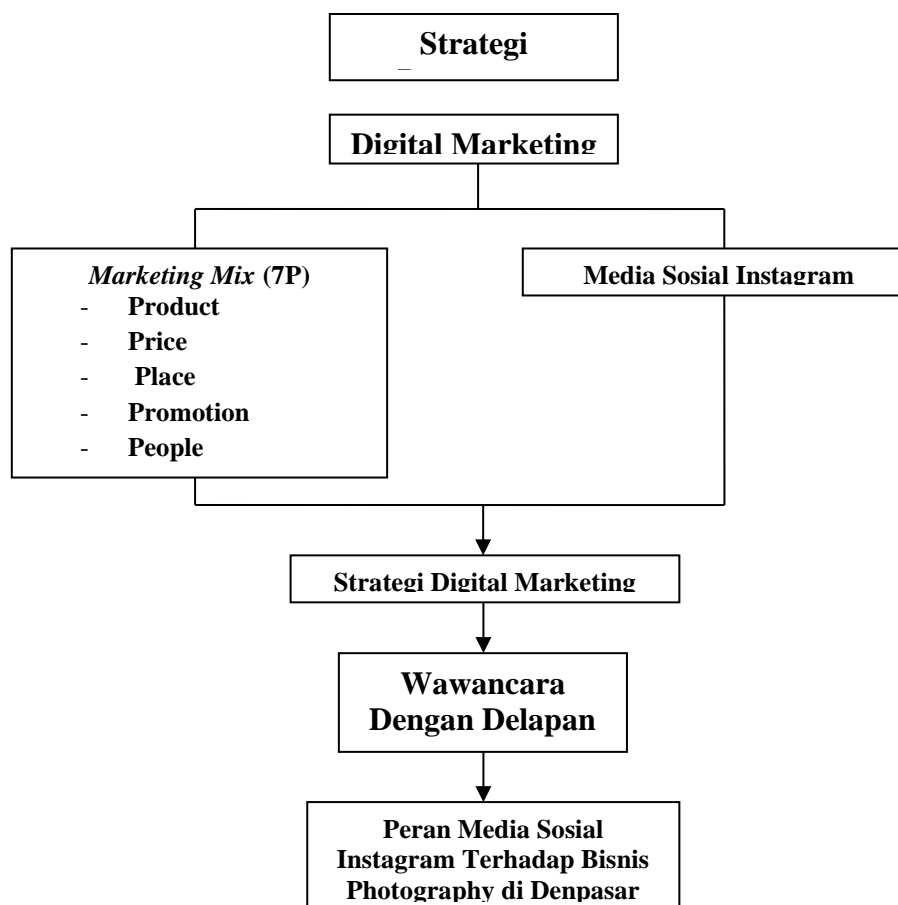 Strategi
Digital Marketing
Marketing Mix (7P)
- Product
- Price
- Place
- Promotion
- People
Media Sosial Instagram
Strategi Digital Marketing
Wawancara
Dengan Delapan
Peran Media Sosial
Instagram Terhadap Bisnis
Photography di Denpasar